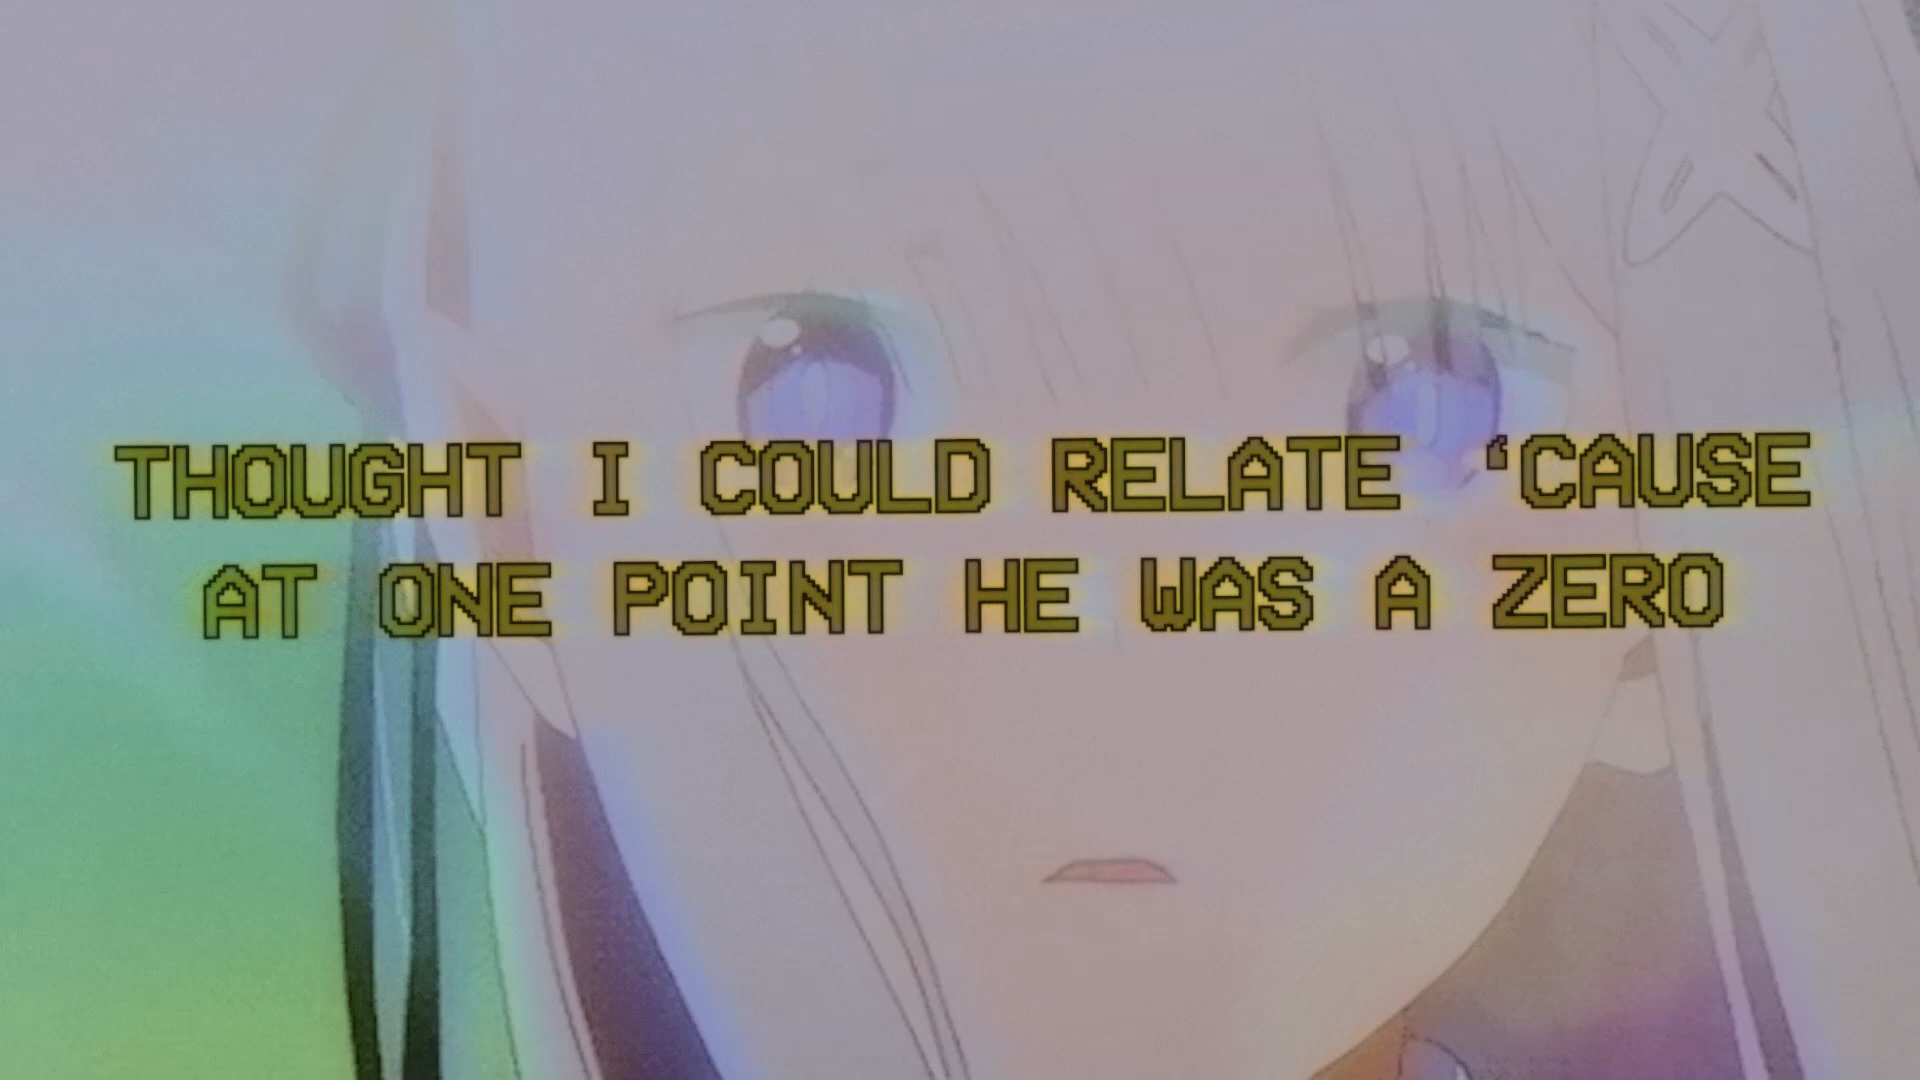 THOUGHT I COULD RELATE ‘CAUSE
AT ONE POINT HE WAS A ZERO